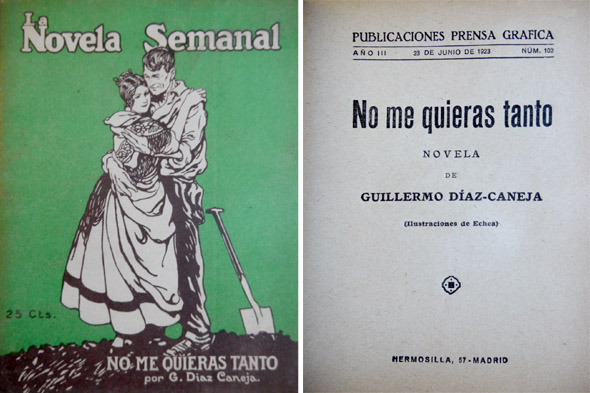 La
Novela Semanal
25 Cts.
NO ME QUIERAS TANTO
por G. Díaz Caneja.
PUBLICACIONES PRENSA GRAFICA
AÑO III 23 DE JUNIO DE 1923 NÚM. 102
No me quieras tanto
NOVELA
DE
GUILLERMO DÍAZ-CANEJA
(Ilustraciones de Echea)
HERMOSILLA, 57-MADRID